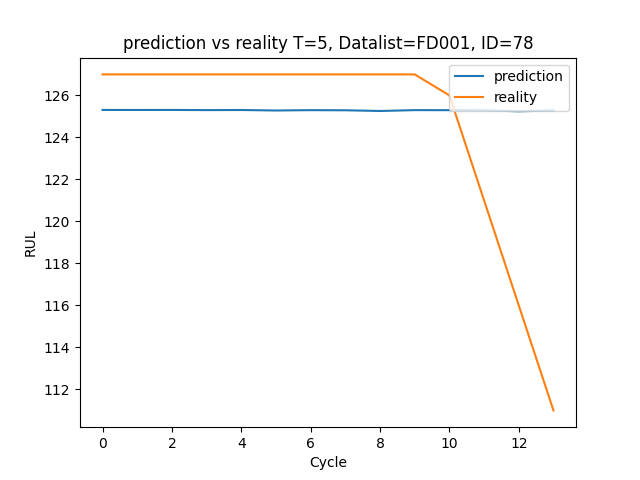 prediction vs reality T=5, Datalist=FD001, ID=78
prediction
reality
RUL
126
124
122
120
118
116
114
112
0 2 4 6 8 10 12
Cycle